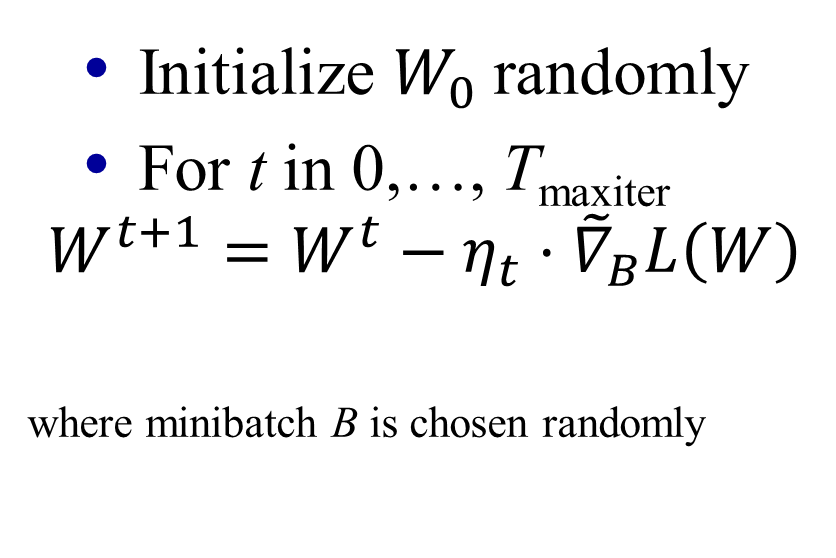 • Initialize W₀ randomly
• For t in 0,…, T_maxiter
W^{t+1} = W^t − η_t · ∇̃_B L(W)
where minibatch B is chosen randomly